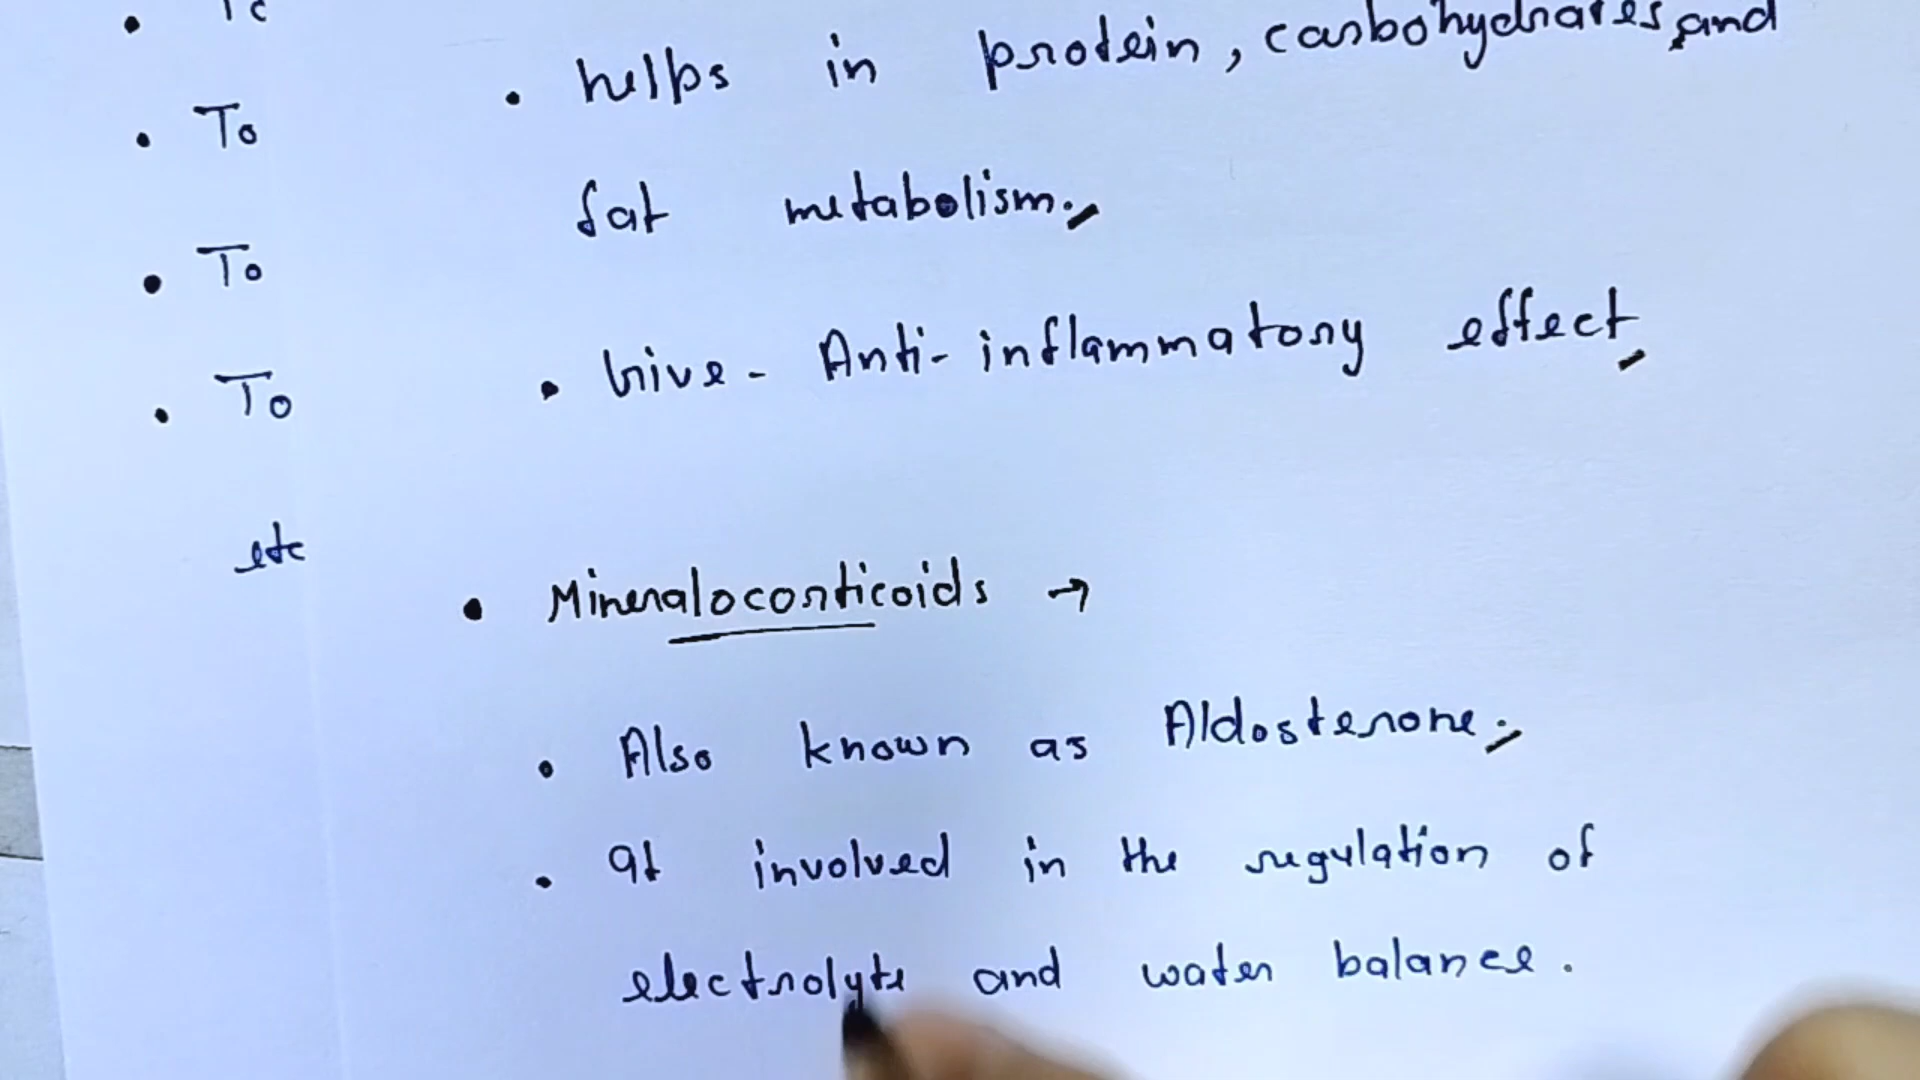 • To
• To
• To
etc
• helps in protein, carbohydrates, and
fat metabolism.
• Give - Anti-inflammatory effect
• Mineralocorticoids →
• Also known as Aldosterone.
• It involved in the regulation of
electrolyte and water balance.